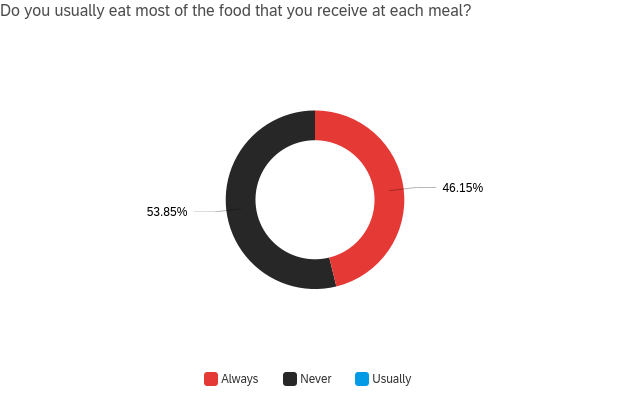 Do you usually eat most of the food that you receive at each meal?
46.15%
53.85%
Always Never Usually